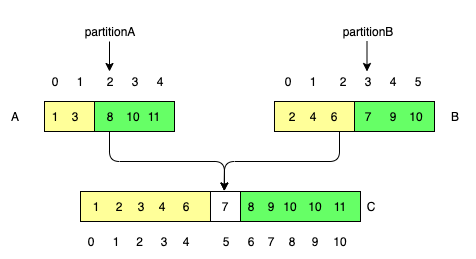 partitionA partitionB
0 1 2 3 4 0 1 2 3 4 5
A 1 3 8 10 11 2 4 6 7 9 10 B
1 2 3 4 6 7 8 9 10 10 11 C
0 1 2 3 4 5 6 7 8 9 10